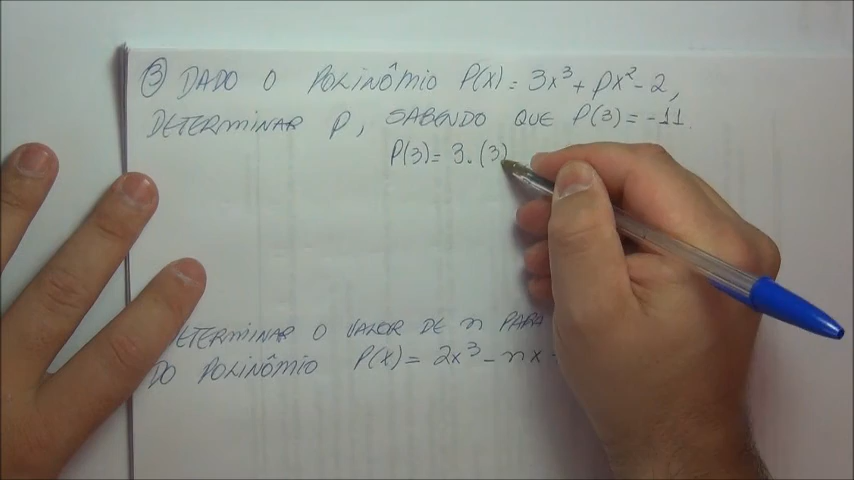 ③ DADO O POLINÔMIO P(X) = 3x³ + px² - 2,
DETERMINAR P, SABENDO QUE P(3) = -11.
P(3) = 3.(3)
DETERMINAR O VALOR DE n PARA
DO POLINÔMIO P(X) = 2x³ - nx